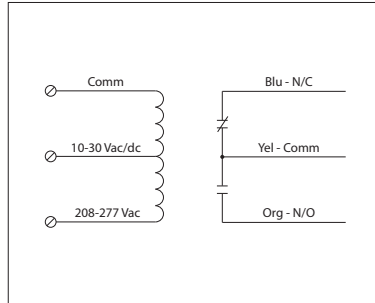 Comm
Blu - N/C
10-30 Vac/dc
Yel - Comm
208-277 Vac
Org - N/O